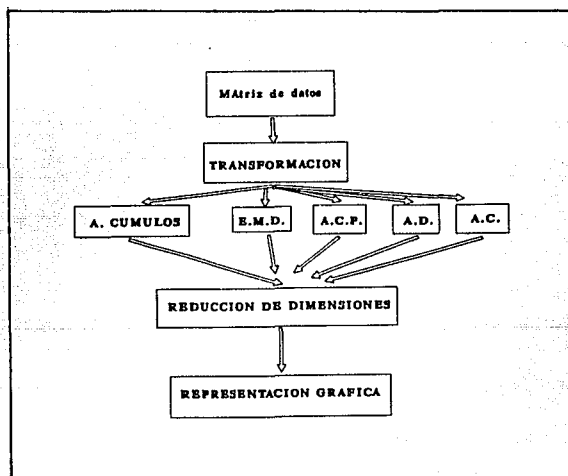 MAtriz de datos
TRANSFORMACION
A. CUMULOS E.M.D. A.C.P. A.D. A.C.
REDUCCION DE DIMENSIONES
REPRESENTACION GRAFICA